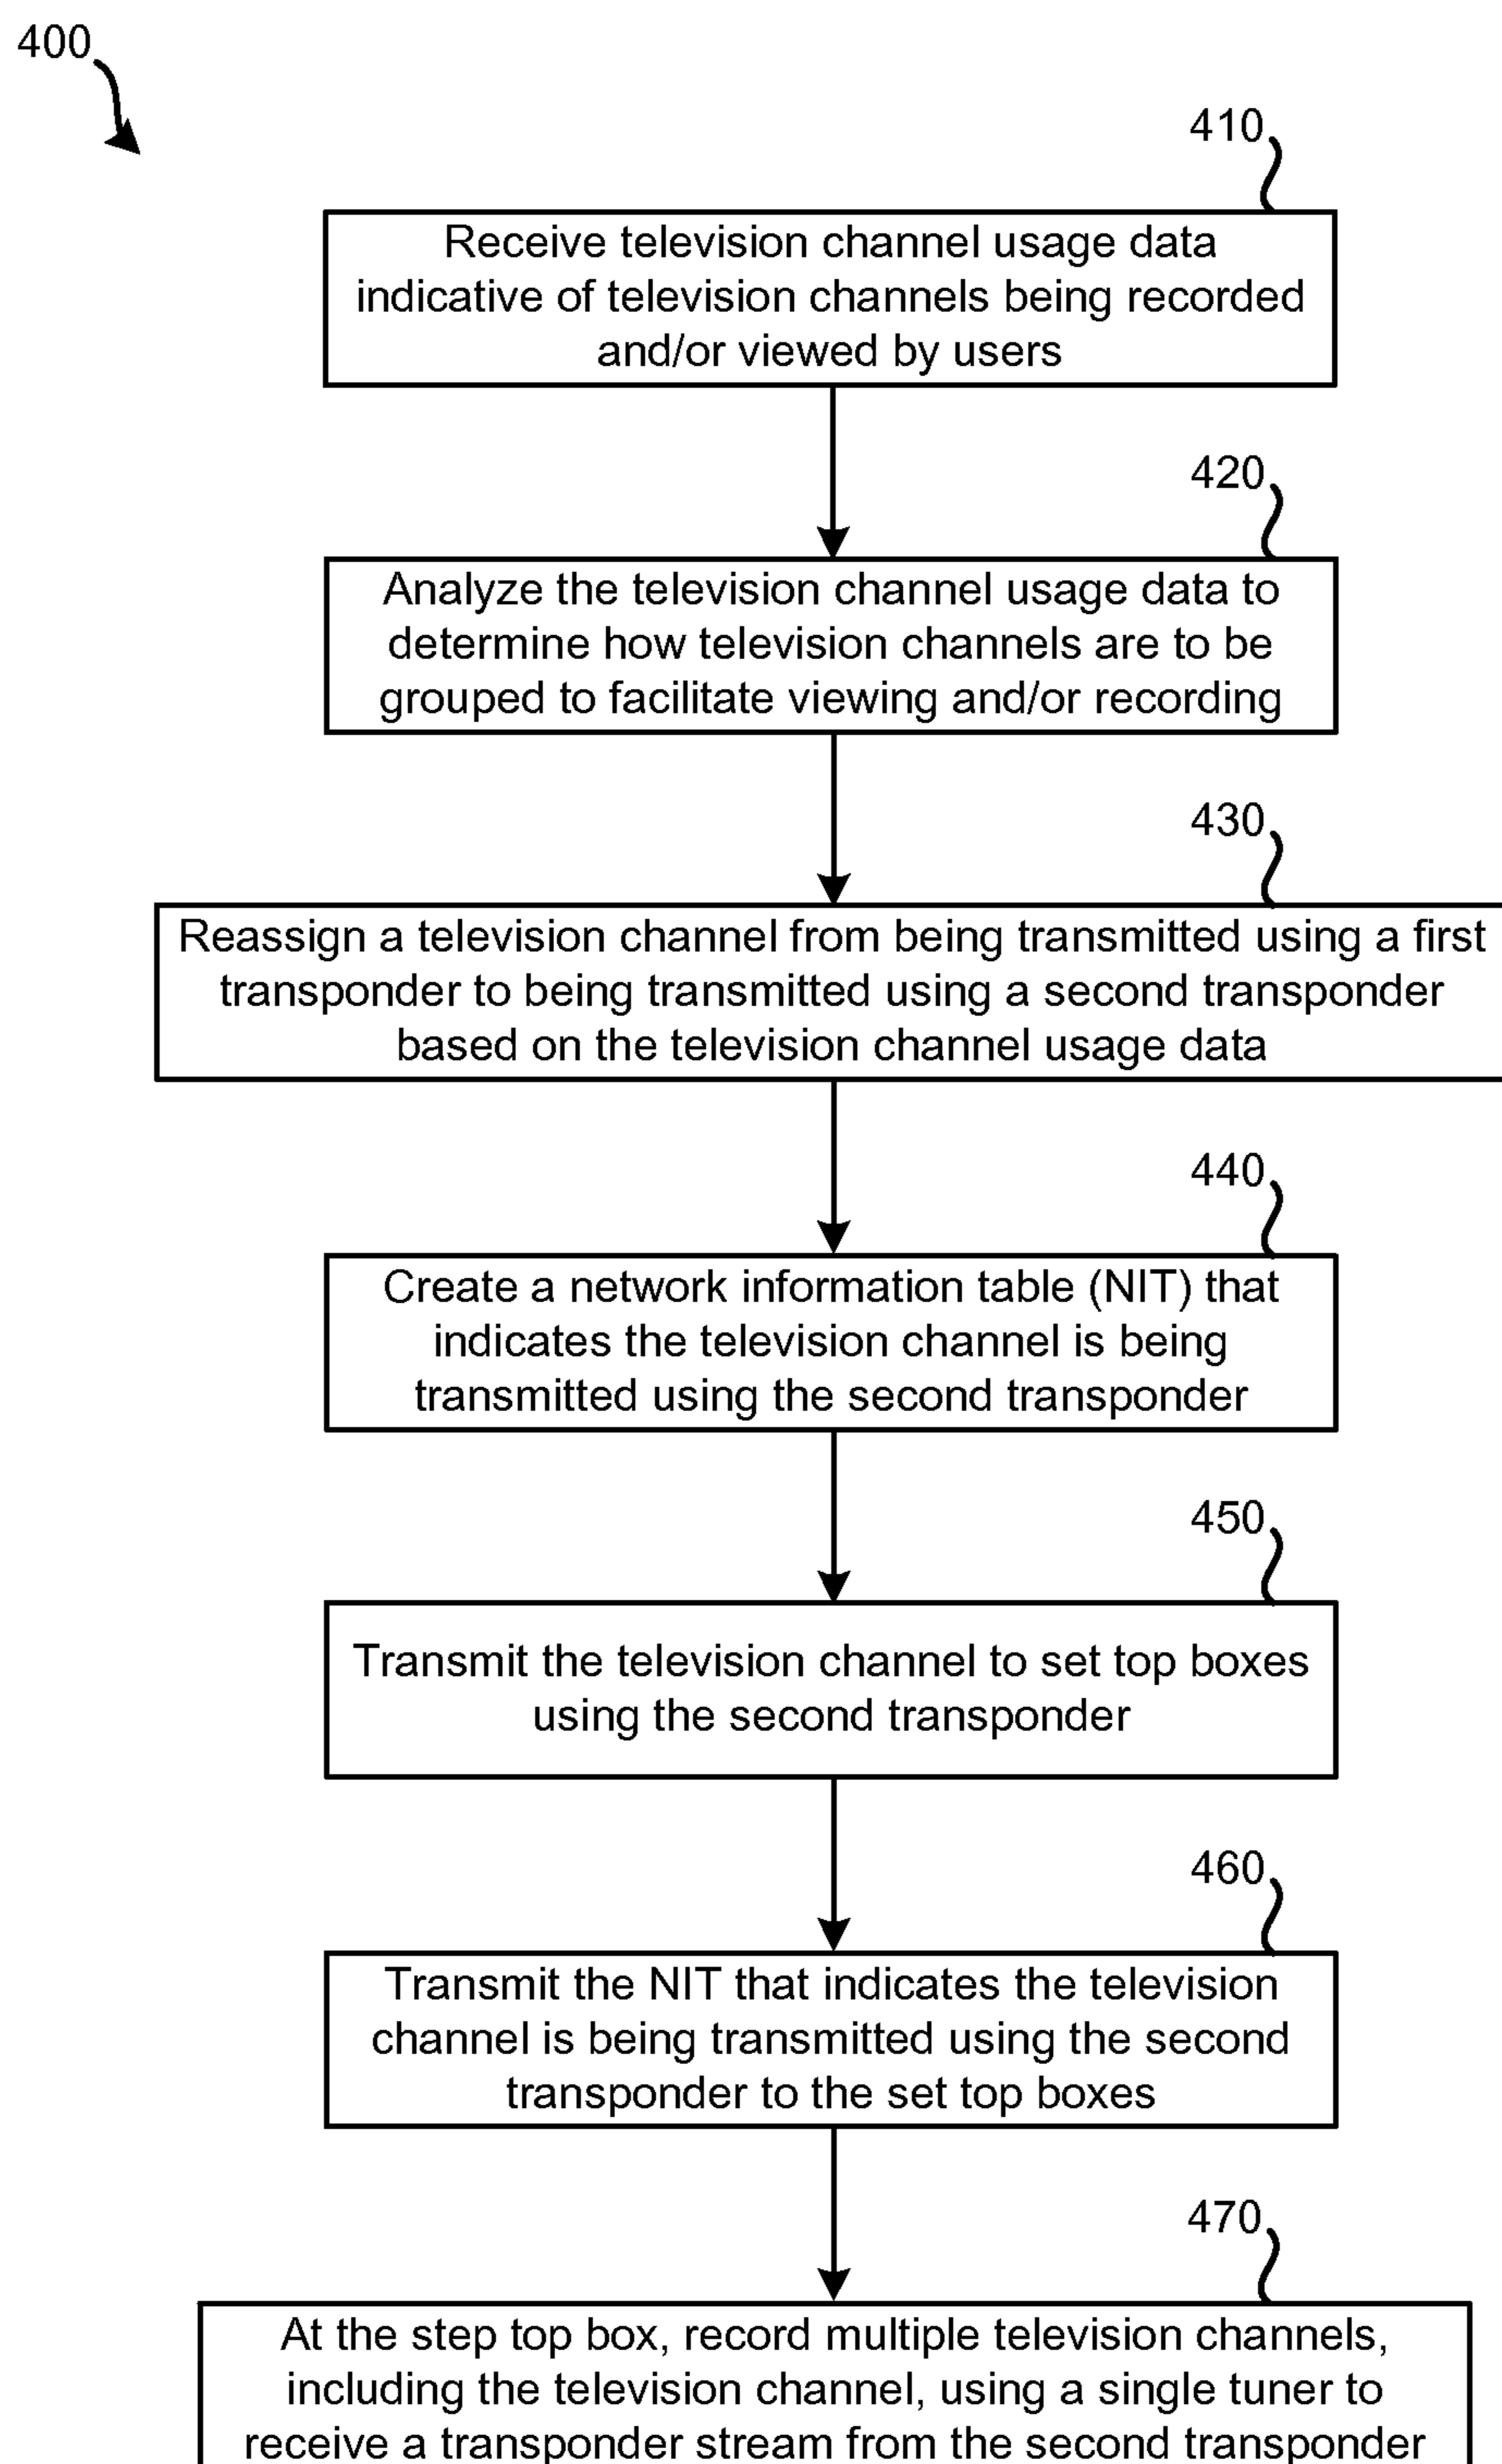 400
410
Receive television channel usage data
indicative of television channels being recorded
and/or viewed by users
420
Analyze the television channel usage data to
determine how television channels are to be
grouped to facilitate viewing and/or recording
430
Reassign a television channel from being transmitted using a first
transponder to being transmitted using a second transponder
based on the television channel usage data
440
Create a network information table (NIT) that
indicates the television channel is being
transmitted using the second transponder
450
Transmit the television channel to set top boxes
using the second transponder
460
Transmit the NIT that indicates the television
channel is being transmitted using the second
transponder to the set top boxes
470
At the step top box, record multiple television channels,
including the television channel, using a single tuner to
receive a transponder stream from the second transponder